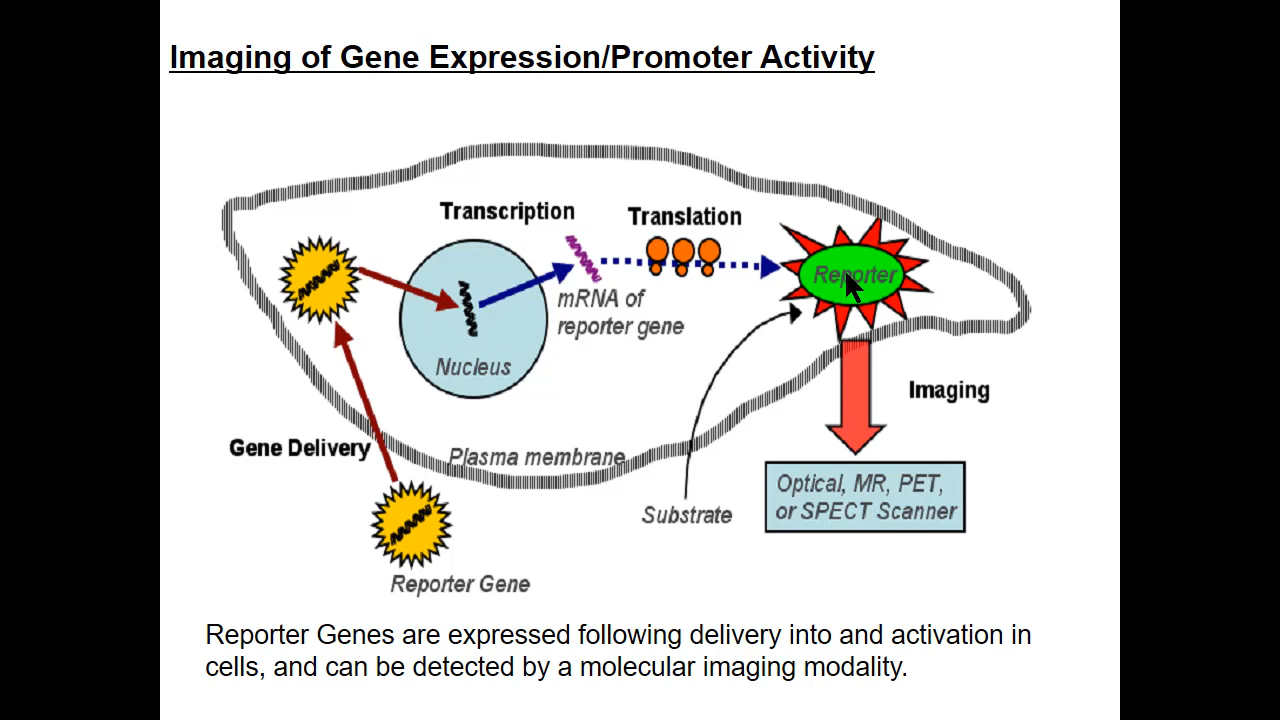 Imaging of Gene Expression/Promoter Activity
Transcription
Translation
Reporter
mRNA of
reporter gene
Nucleus
Imaging
Gene Delivery
Plasma membrane
Optical, MR, PET,
or SPECT Scanner
Substrate
Reporter Gene
Reporter Genes are expressed following delivery into and activation in
cells, and can be detected by a molecular imaging modality.